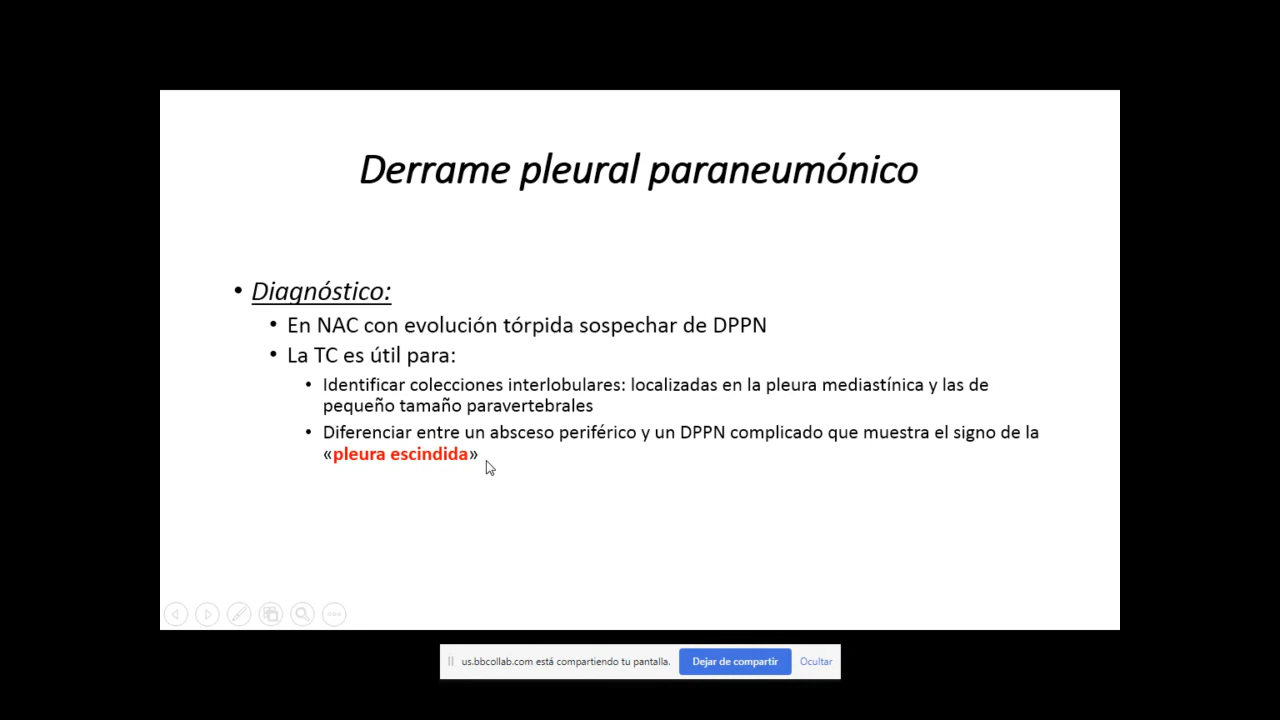 Derrame pleural paraneumónico
• Diagnóstico:
• En NAC con evolución tórpida sospechar de DPPN
• La TC es útil para:
• Identificar colecciones interlobulares: localizadas en la pleura mediastínica y las de
pequeño tamaño paravertebrales
• Diferenciar entre un absceso periférico y un DPPN complicado que muestra el signo de la
«pleura escindida»
us.bbcollab.com está compartiendo tu pantalla.
Dejar de compartir
Ocultar